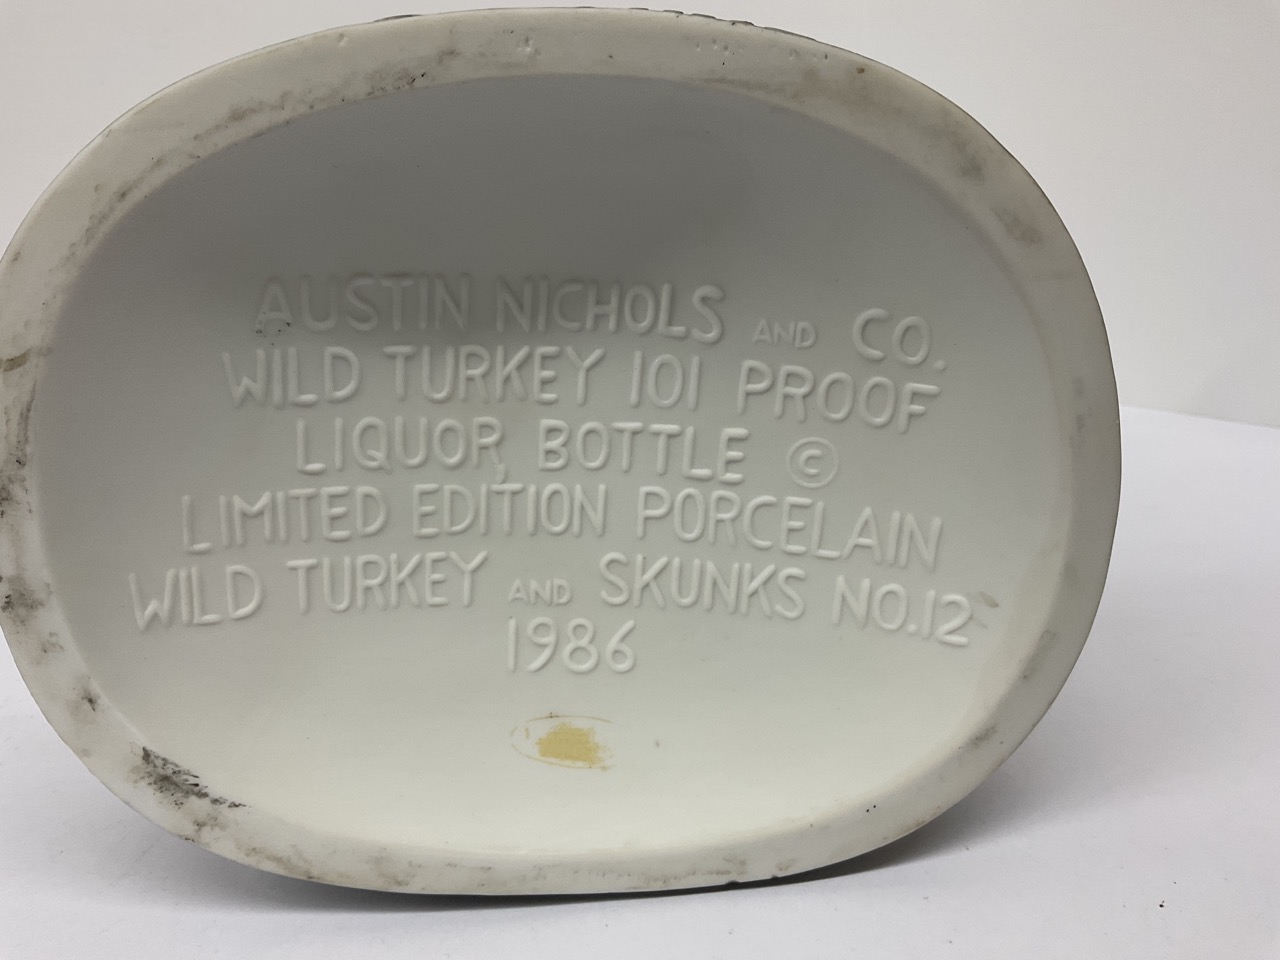 AUSTIN NICHOLS AND CO.
WILD TURKEY 101 PROOF
LIQUOR, BOTTLE ©
LIMITED EDITION PORCELAIN
WILD TURKEY AND SKUNKS NO.12
1986